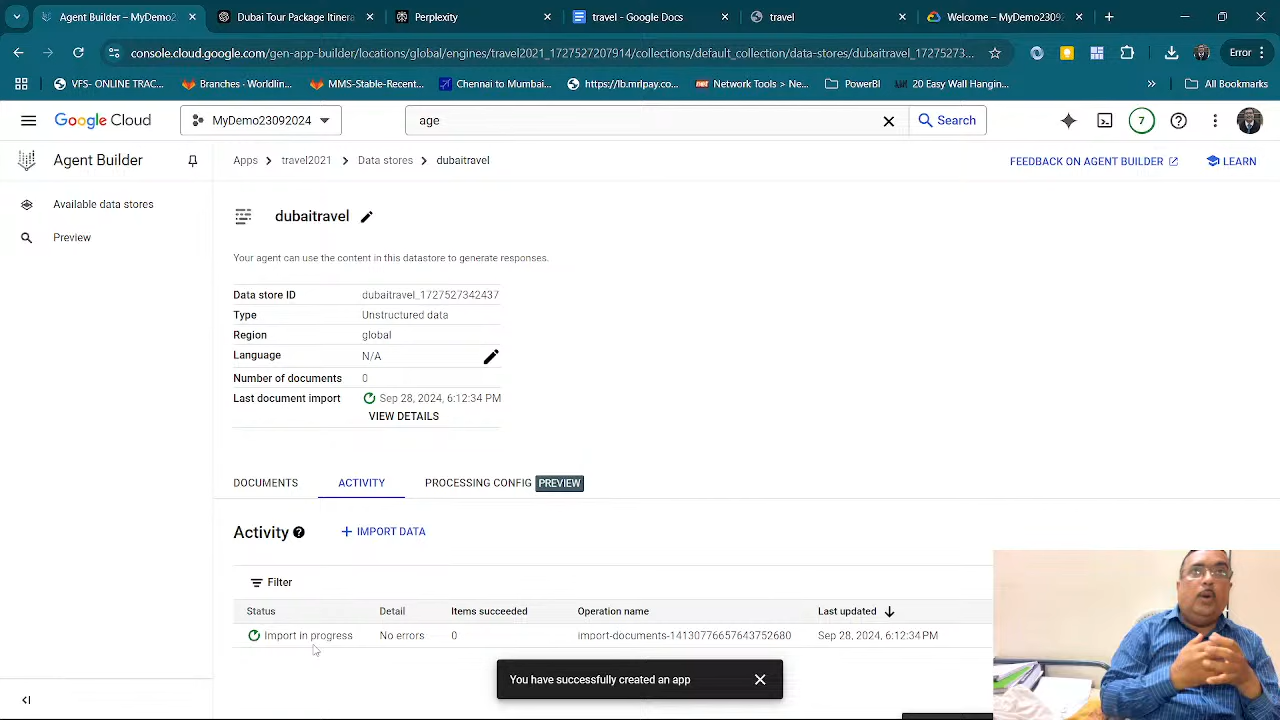 Agent Builder – MyDemo2
Dubai Tour Package Itinera
Perplexity
travel - Google Docs
travel
Welcome – MyDemo2309
console.cloud.google.com/gen-app-builder/locations/global/engines/travel2021_1727527207914/collections/default_collection/data-stores/dubaitravel_17275273...
Error
VFS- ONLINE TRAC...
Branches · Worldlin...
MMS-Stable-Recent...
Chennai to Mumbai...
https://lb.mrlpay.c...
Network Tools > Ne...
PowerBI
20 Easy Wall Hangin...
»
All Bookmarks
Google Cloud
MyDemo23092024
age
Search
7
Agent Builder
Apps > travel2021 > Data stores > dubaitravel
FEEDBACK ON AGENT BUILDER
LEARN
Available data stores
Preview
dubaitravel
Your agent can use the content in this datastore to generate responses.
Data store ID dubaitravel_1727527342437
Type Unstructured data
Region global
Language N/A
Number of documents 0
Last document import Sep 28, 2024, 6:12:34 PM
VIEW DETAILS
DOCUMENTS ACTIVITY PROCESSING CONFIG PREVIEW
Activity
+ IMPORT DATA
Filter
Status Detail Items succeeded Operation name Last updated
Import in progress No errors 0 import-documents-14130776657643752680 Sep 28, 2024, 6:12:34 PM
You have successfully created an app